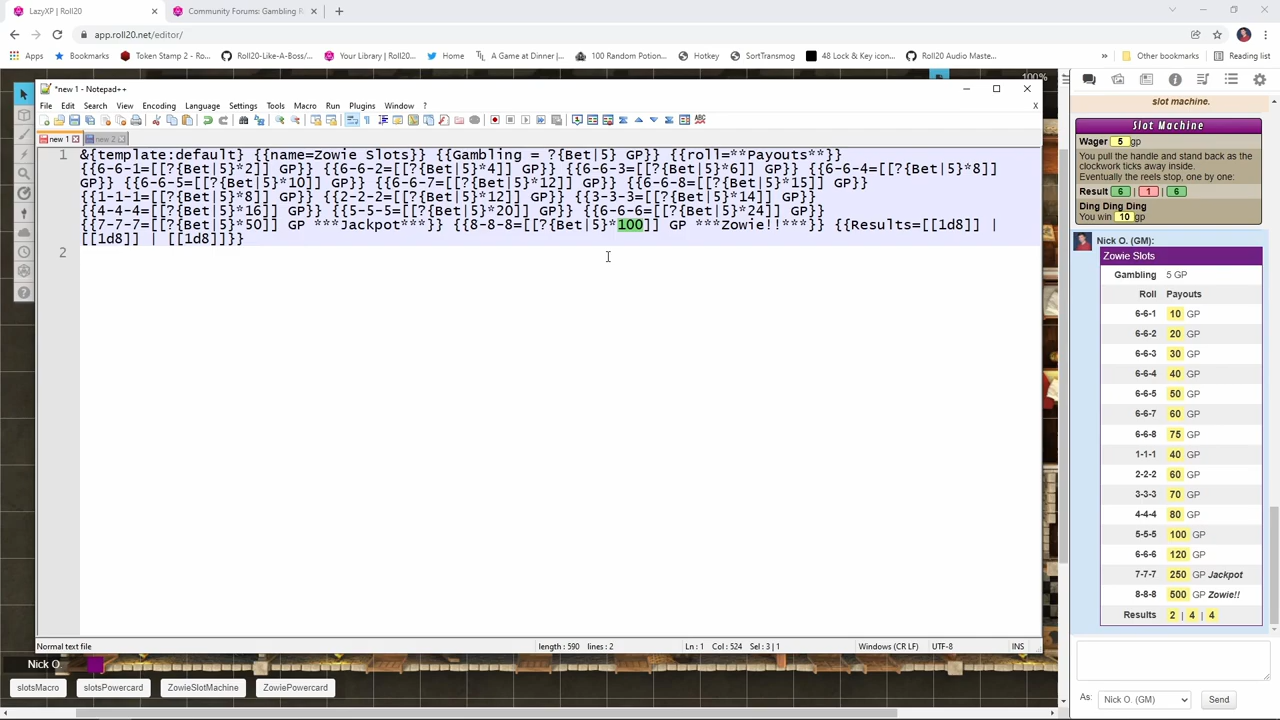 LazyXP | Roll20
Community Forums: Gambling R
app.roll20.net/editor/
Apps
Bookmarks
Token Stamp 2 - Ro...
Roll20-Like-A-Boss/...
Your Library | Roll20...
Home
A Game at Dinner |...
100 Random Potion...
Hotkey
SortTransmog
48 Lock & Key icon...
Roll20 Audio Maste...
»
Other bookmarks
Reading list
100%
*new 1 - Notepad++
File Edit Search View Encoding Language Settings Tools Macro Run Plugins Window ?
X
new 1
new 2
1 &{template:default} {{name=Zowie Slots}} {{Gambling = ?{Bet|5} GP}} {{roll=**Payouts**}}
{{6-6-1=[[?{Bet|5}*2]] GP}} {{6-6-2=[[?{Bet|5}*4]] GP}} {{6-6-3=[[?{Bet|5}*6]] GP}} {{6-6-4=[[?{Bet|5}*8]]
GP}} {{6-6-5=[[?{Bet|5}*10]] GP}} {{6-6-7=[[?{Bet|5}*12]] GP}} {{6-6-8=[[?{Bet|5}*15]] GP}}
{{1-1-1=[[?{Bet|5}*8]] GP}} {{2-2-2=[[?{Bet|5}*12]]] GP}} {{3-3-3=[[?{Bet|5}*14]] GP}}
{{4-4-4=[[?{Bet|5}*16]] GP}} {{5-5-5=[[?{Bet|5}*20]] GP}} {{6-6-6=[[?{Bet|5}*24]] GP}}
{{7-7-7=[[?{Bet|5}*50]] GP ***Jackpot***}} {{8-8-8=[[?{Bet|5}*100]] GP ***Zowie!!***}} {{Results=[[1d8]] |
[[1d8]] | [[1d8]]}}
2
Normal text file
length : 590 lines : 2
Ln : 1 Col : 524 Sel : 3 | 1
Windows (CR LF)
UTF-8
INS
Nick O.
slotsMacro
slotsPowercard
ZowieSlotMachine
ZowiePowercard
slot machine.
Slot Machine
Wager 5 gp
You pull the handle and stand back as the
clockwork ticks away inside.
Eventually the reels stop, one by one:
Result 6 | 1 | 6
Ding Ding Ding
You win 10 gp
Nick O. (GM):
Zowie Slots
Gambling 5 GP
Roll Payouts
6-6-1 10 GP
6-6-2 20 GP
6-6-3 30 GP
6-6-4 40 GP
6-6-5 50 GP
6-6-7 60 GP
6-6-8 75 GP
1-1-1 40 GP
2-2-2 60 GP
3-3-3 70 GP
4-4-4 80 GP
5-5-5 100 GP
6-6-6 120 GP
7-7-7 250 GP Jackpot
8-8-8 500 GP Zowie!!
Results 2 | 4 | 4
As: Nick O. (GM)
Send